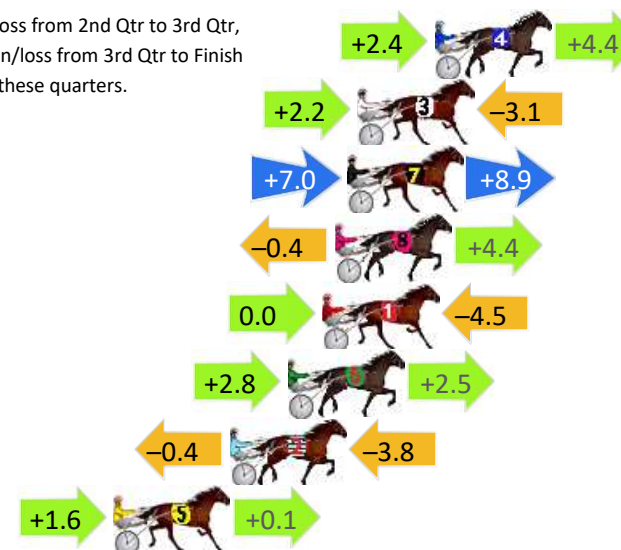 oss from 2nd Qtr to 3rd Qtr,
n/loss from 3rd Qtr to Finish
these quarters.
+2.4 4 +4.4
+2.2 3 –3.1
+7.0 7 +8.9
–0.4 8 +4.4
0.0 1 –4.5
+2.8 6 +2.5
–0.4 2 –3.8
+1.6 5 +0.1